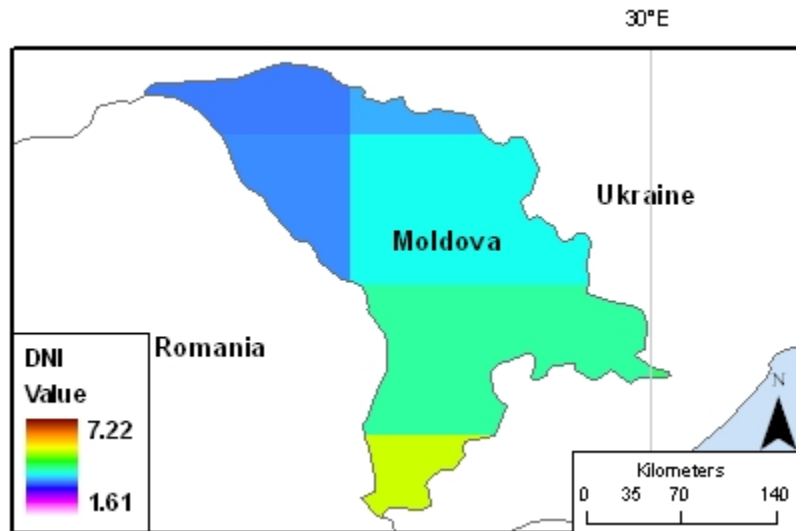 30°E
Ukraine
Moldova
Romania
DNI
Value
7.22
1.61
N
Kilometers
0 35 70 140